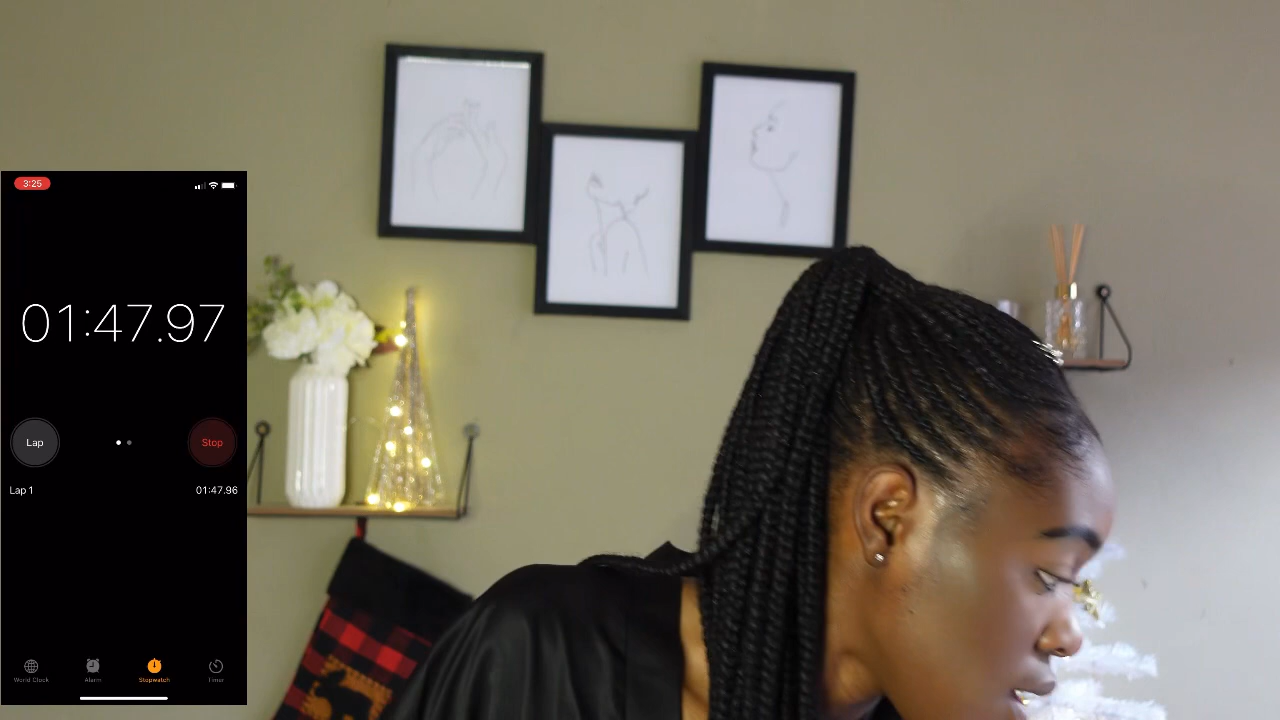 3:25
01:47.97
Lap
Stop
Lap 1
01:47.96
World Clock
Alarm
Stopwatch
Timer